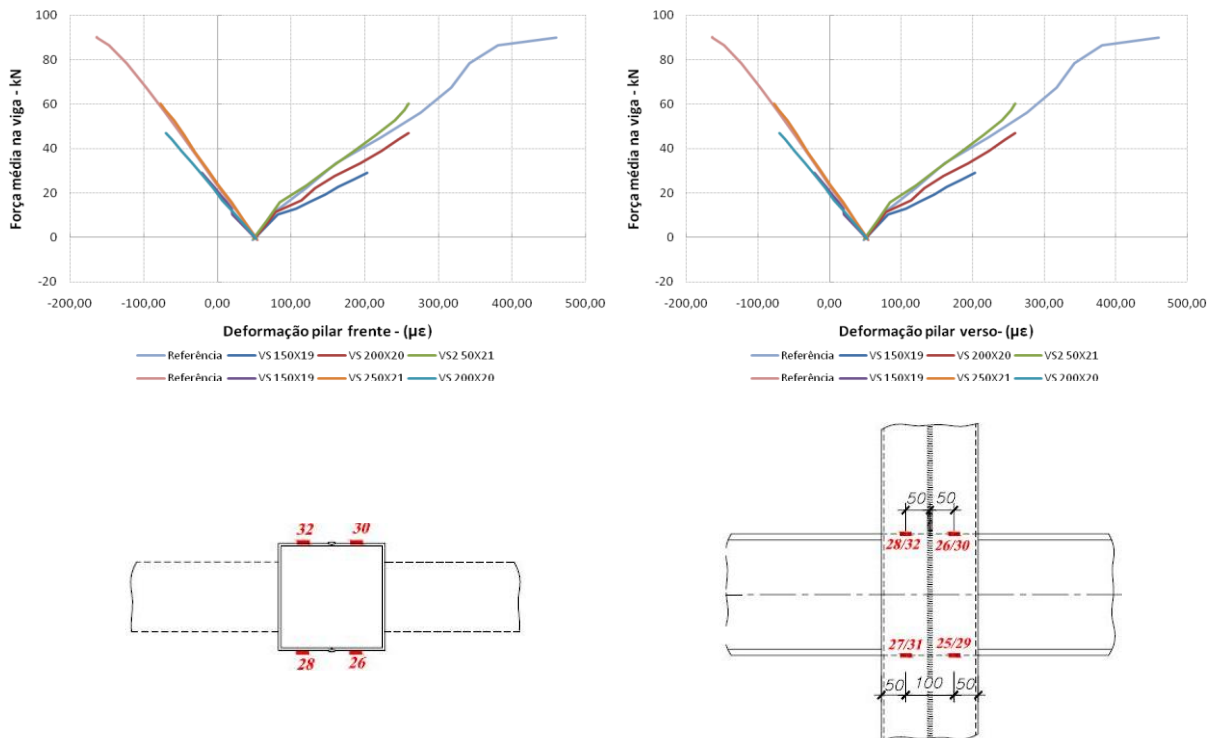 100
80
60
40
20
0
-20
Força média na viga - kN
-200,00 -100,00 0,00 100,00 200,00 300,00 400,00 500,00
Deformação pilar frente - (µε)
Referência VS 150X19 VS 200X20 VS2 50X21
Referência VS 150X19 VS 250X21 VS 200X20
100
80
60
40
20
0
-20
Força média na viga - kN
-200,00 -100,00 0,00 100,00 200,00 300,00 400,00 500,00
Deformação pilar verso- (µε)
Referência VS 150X19 VS 200X20 VS2 50X21
Referência VS 150X19 VS 250X21 VS 200X20
32 30
28 26
50 50
28/32 26/30
27/31 25/29
50 100 50